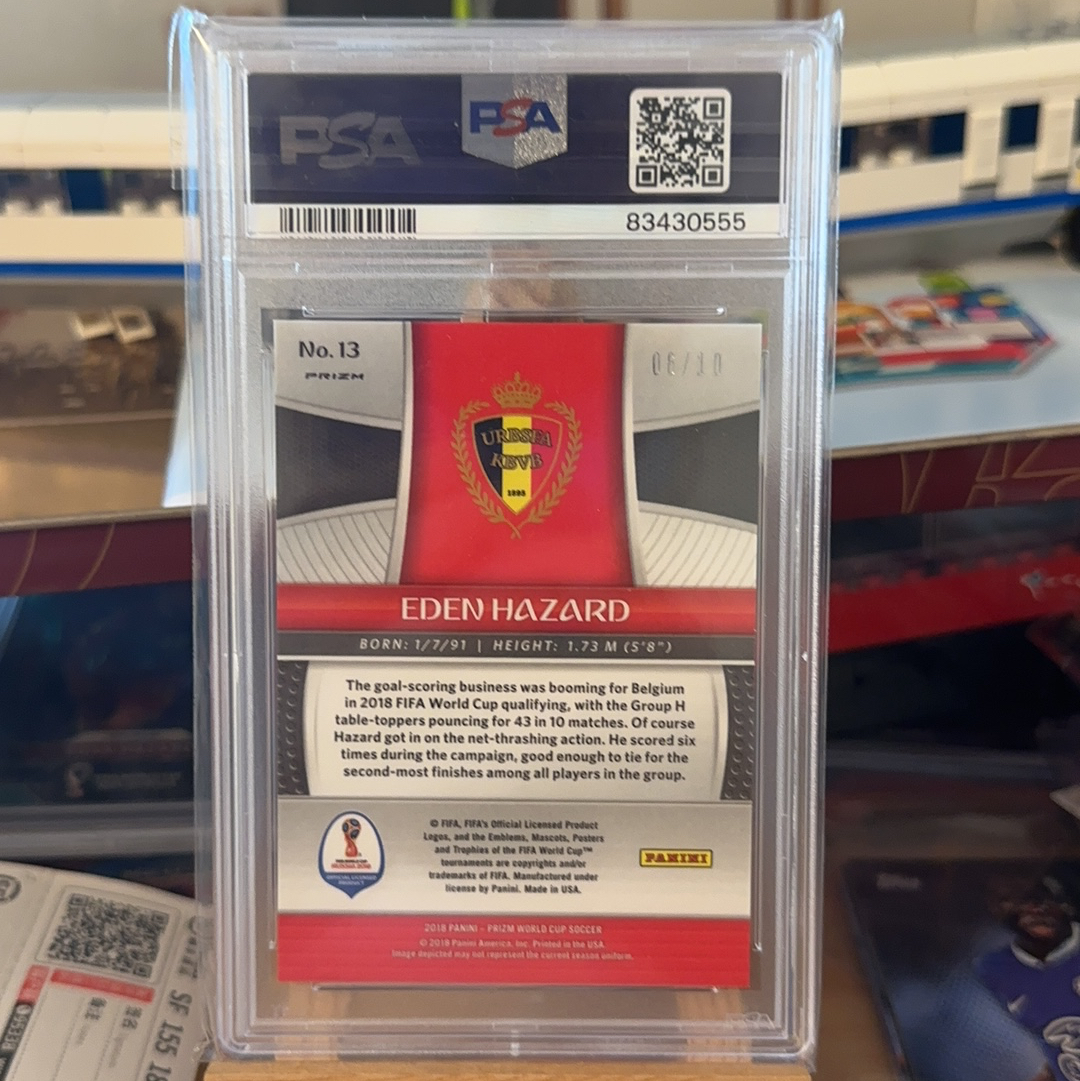 PSA
PSA
83430555
No. 13
PRIZM
URBSFA
KBVB
1895
EDEN HAZARD
BORN: 1/7/91 | HEIGHT: 1.73 M (5'8")
The goal-scoring business was booming for Belgium
in 2018 FIFA World Cup qualifying, with the Group H
table-toppers pouncing for 43 in 10 matches. Of course
Hazard got in on the net-thrashing action. He scored six
times during the campaign, good enough to tie for the
second-most finishes among all players in the group.
© FIFA, FIFA's Official Licensed Product
Logos, and the Emblems, Mascots, Posters
and Trophies of the FIFA World Cup™
tournaments are copyrights and/or
trademarks of FIFA. Manufactured under
license by Panini. Made in USA.
PANINI
2018 PANINI - PRIZM WORLD CUP SOCCER
© 2018 Panini America, Inc. Printed in the USA.
Image depicted may not represent the current season uniform.
SF 155